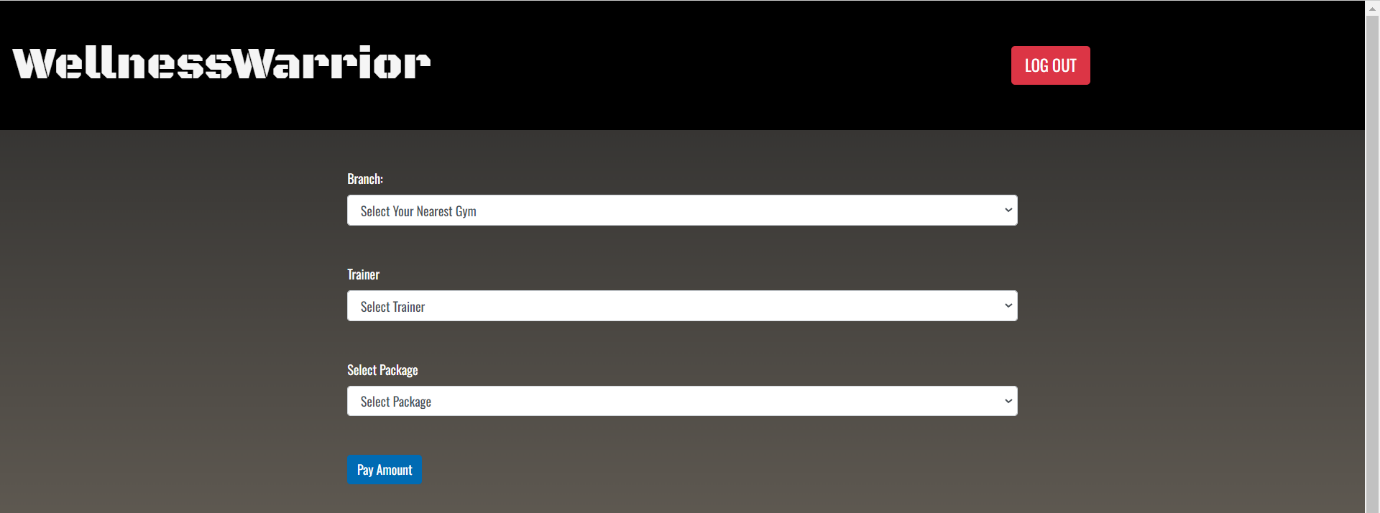 WellnessWarrior
LOG OUT
Branch:
Select Your Nearest Gym
Trainer
Select Trainer
Select Package
Select Package
Pay Amount